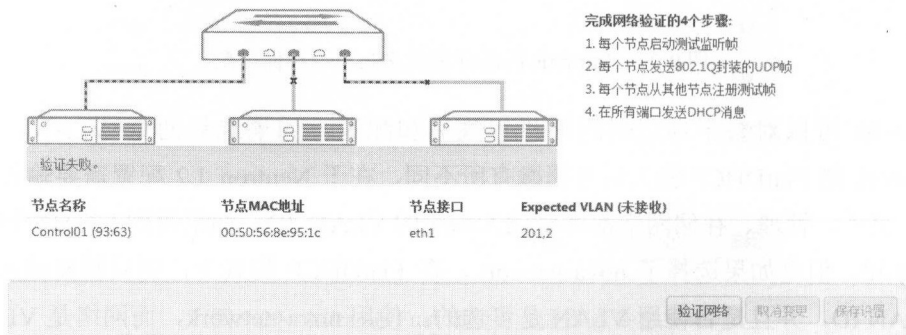 完成网络验证的4个步骤:
1. 每个节点启动测试监听帧
2. 每个节点发送802.1Q封装的UDP帧
3. 每个节点从其他节点注册测试帧
4. 在所有端口发送DHCP消息
验证失败。
节点名称 节点MAC地址 节点接口 Expected VLAN (未接收)
Control01 (93:63) 00:50:56:8e:95:1c eth1 201,2
验证网络 取消变更 保存设置